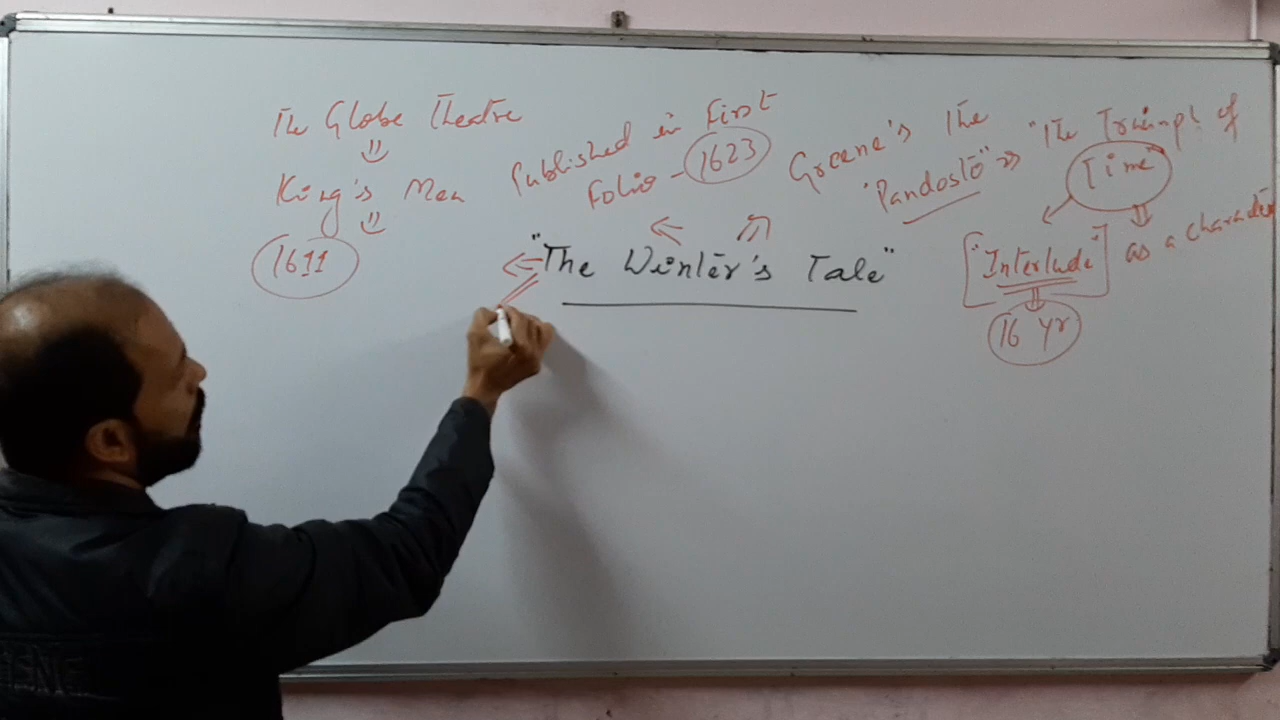 The Globe Theatre
King's Men
1611
Published in First
Folio - 1623
Greene's The
"Pandosto" "The Triumph of
Time"
["Interlude"] as a character
16 Yr
"The Winter's Tale"